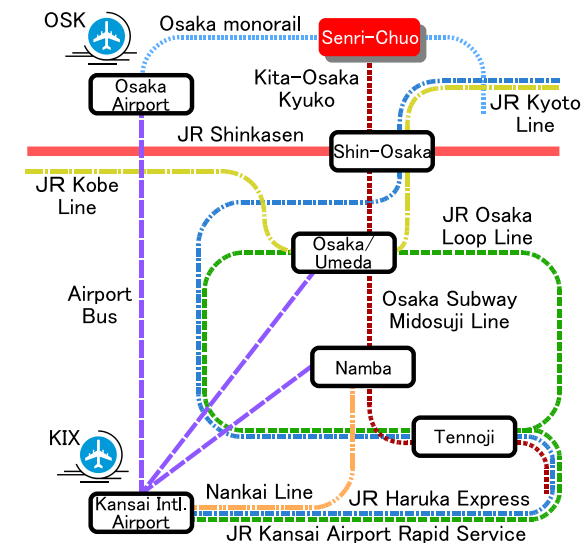 OSK
Osaka monorail
Senri-Chuo
Kita-Osaka
Kyuko
Osaka
Airport
JR Kyoto
Line
JR Shinkasen
Shin-Osaka
JR Kobe
Line
JR Osaka
Loop Line
Osaka/
Umeda
Airport
Bus
Osaka Subway
Midosuji Line
Namba
KIX
Tennoji
Nankai Line
JR Haruka Express
Kansai Intl.
Airport
JR Kansai Airport Rapid Service